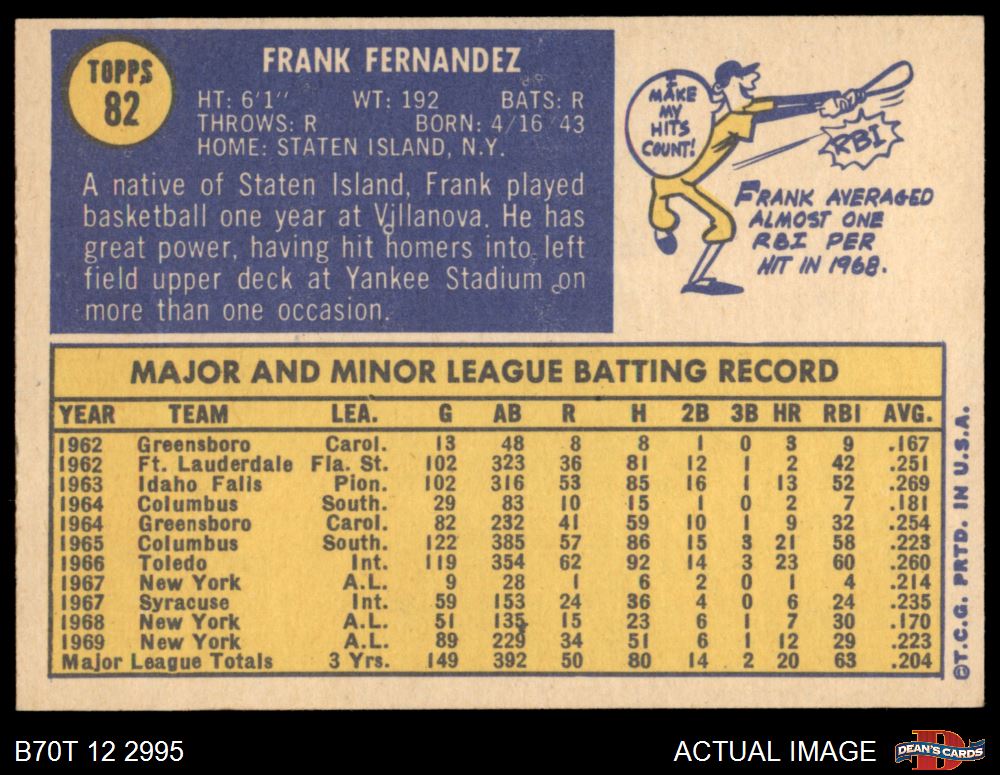 TOPPS
82
FRANK FERNANDEZ
HT: 6'1" WT: 192 BATS: R
THROWS: R BORN: 4/16 43
HOME: STATEN ISLAND, N.Y.
A native of Staten Island, Frank played
basketball one year at Villanova. He has
great power, having hit homers into left
field upper deck at Yankee Stadium on
more than one occasion.
I
MAKE
MY
HITS
COUNT!
RBI
FRANK AVERAGED
ALMOST ONE
RBI PER
HIT IN 1968.
MAJOR AND MINOR LEAGUE BATTING RECORD
YEAR TEAM LEA. G AB R H 2B 3B HR RBI AVG.
1962 Greensboro Carol. 13 48 8 8 1 0 3 9 .167
1962 Ft. Lauderdale Fla. St. 102 323 36 81 12 1 2 42 .251
1963 Idaho Falls Pion. 102 316 53 85 16 1 13 52 .269
1964 Columbus South. 29 83 10 15 1 0 2 7 .181
1964 Greensboro Carol. 82 232 41 59 10 1 9 32 .254
1965 Columbus South. 122 385 57 86 15 3 21 58 .223
1966 Toledo Int. 119 354 62 92 14 3 23 60 .260
1967 New York A.L. 9 28 1 6 2 0 1 4 .214
1967 Syracuse Int. 59 153 24 36 4 0 6 24 .235
1968 New York A.L. 51 135 15 23 6 1 7 30 .170
1969 New York A.L. 89 229 34 51 6 1 12 29 .223
Major League Totals 3 Yrs. 149 392 50 80 14 2 20 63 .204
©T.C.G. PRTD. IN U.S.A.
B70T 12 2995
ACTUAL IMAGE
DEAN'S CARDS